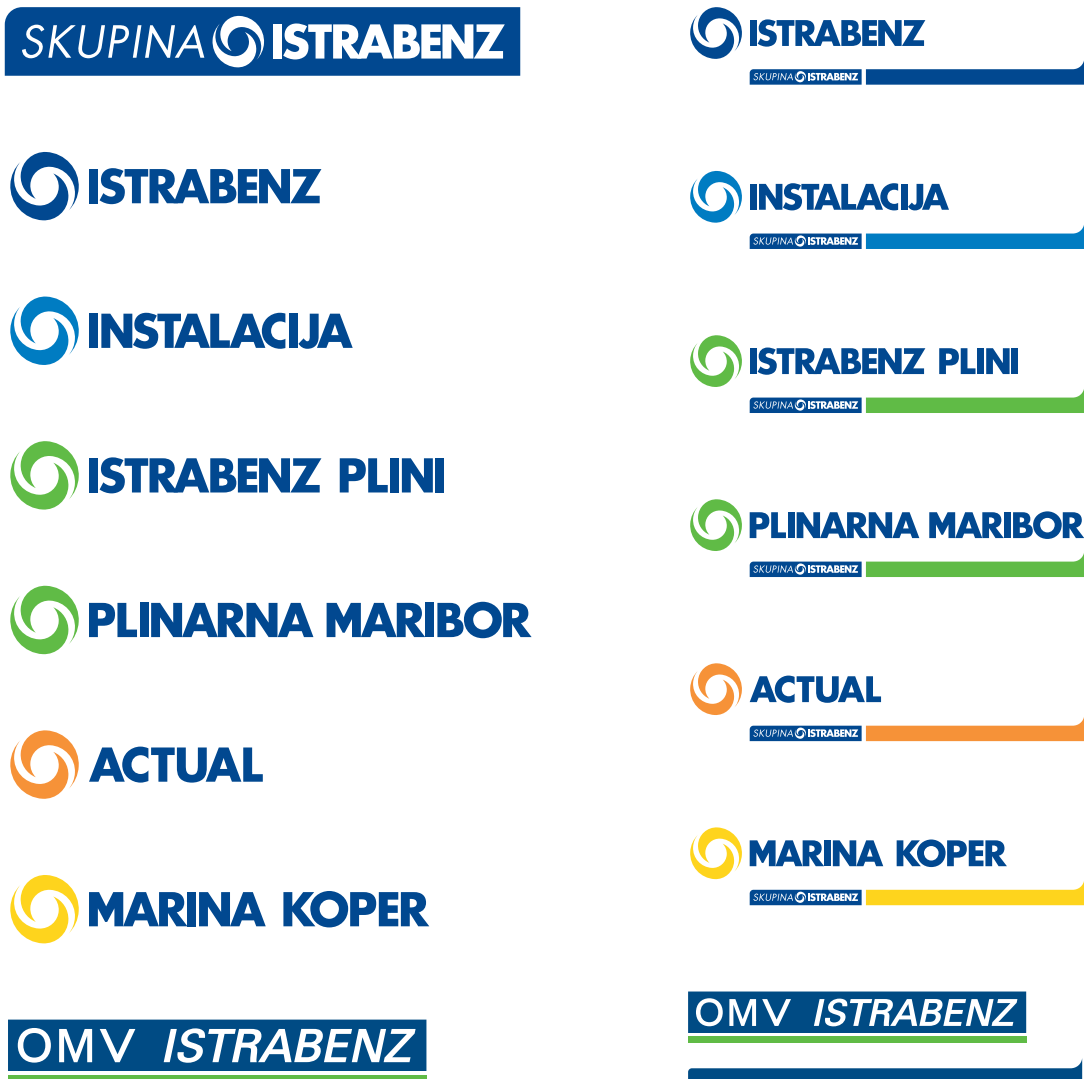 SKUPINA ISTRABENZ
ISTRABENZ
INSTALACIJA
ISTRABENZ PLINI
PLINARNA MARIBOR
ACTUAL
MARINA KOPER
OMV ISTRABENZ
ISTRABENZ
SKUPINA ISTRABENZ
INSTALACIJA
SKUPINA ISTRABENZ
ISTRABENZ PLINI
SKUPINA ISTRABENZ
PLINARNA MARIBOR
SKUPINA ISTRABENZ
ACTUAL
SKUPINA ISTRABENZ
MARINA KOPER
SKUPINA ISTRABENZ
OMV ISTRABENZ